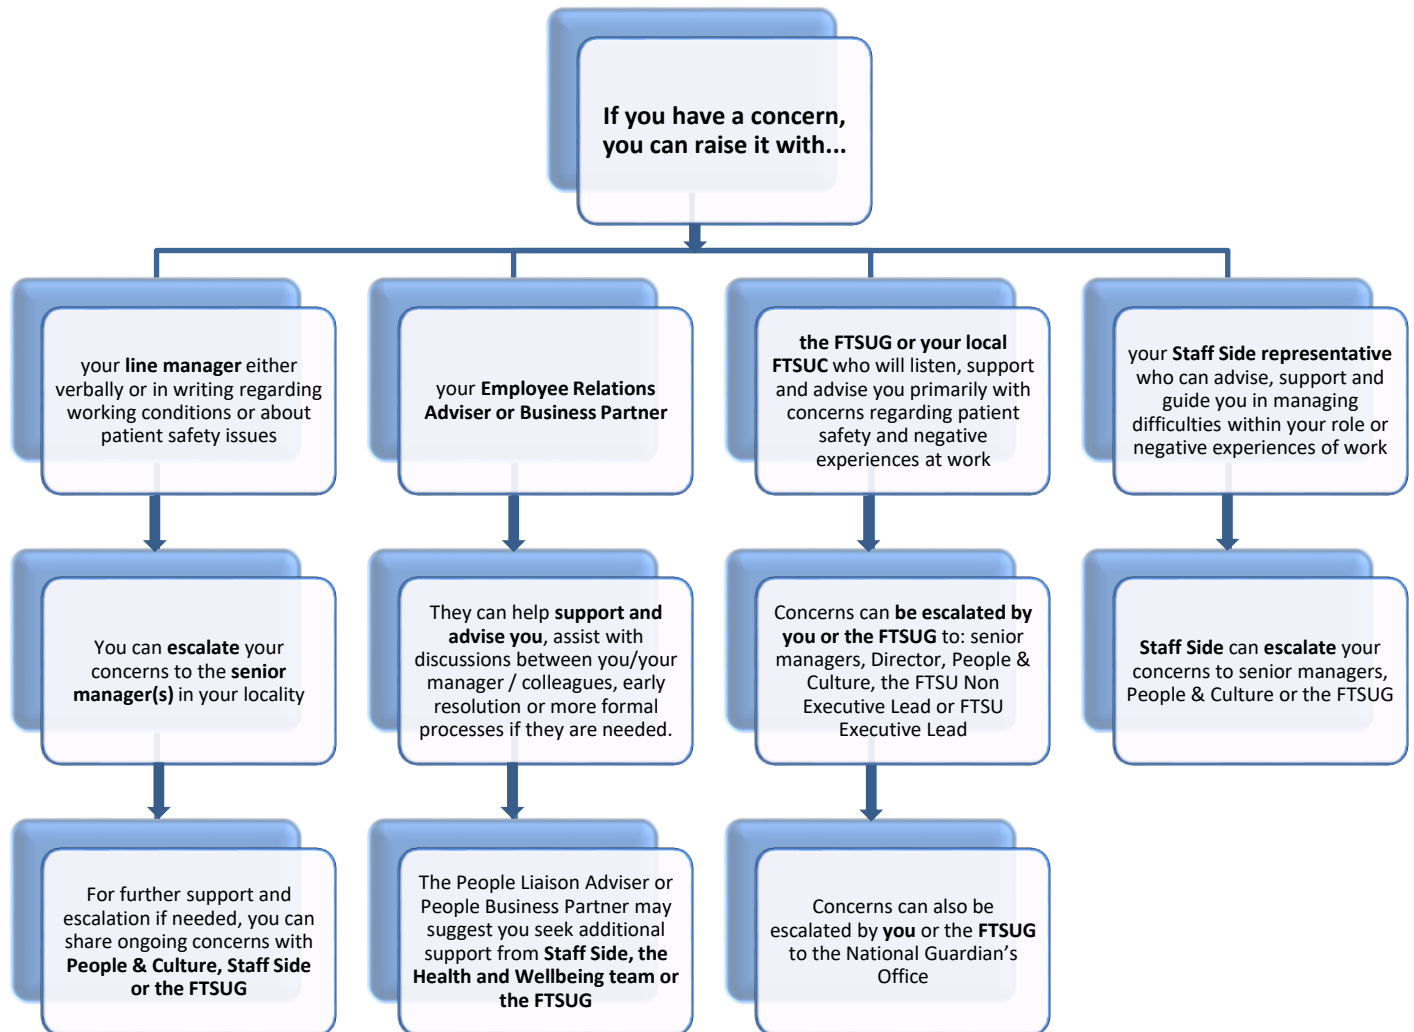 If you have a concern,
you can raise it with...
your line manager either
verbally or in writing regarding
working conditions or about
patient safety issues
your Employee Relations
Adviser or Business Partner
the FTSUG or your local
FTSUC who will listen, support
and advise you primarily with
concerns regarding patient
safety and negative
experiences at work
your Staff Side representative
who can advise, support and
guide you in managing
difficulties within your role or
negative experiences of work
You can escalate your
concerns to the senior
manager(s) in your locality
They can help support and
advise you, assist with
discussions between you/your
manager / colleagues, early
resolution or more formal
processes if they are needed.
Concerns can be escalated by
you or the FTSUG to: senior
managers, Director, People &
Culture, the FTSU Non
Executive Lead or FTSU
Executive Lead
Staff Side can escalate your
concerns to senior managers,
People & Culture or the FTSUG
For further support and
escalation if needed, you can
share ongoing concerns with
People & Culture, Staff Side
or the FTSUG
The People Liaison Adviser or
People Business Partner may
suggest you seek additional
support from Staff Side, the
Health and Wellbeing team or
the FTSUG
Concerns can also be
escalated by you or the FTSUG
to the National Guardian's
Office